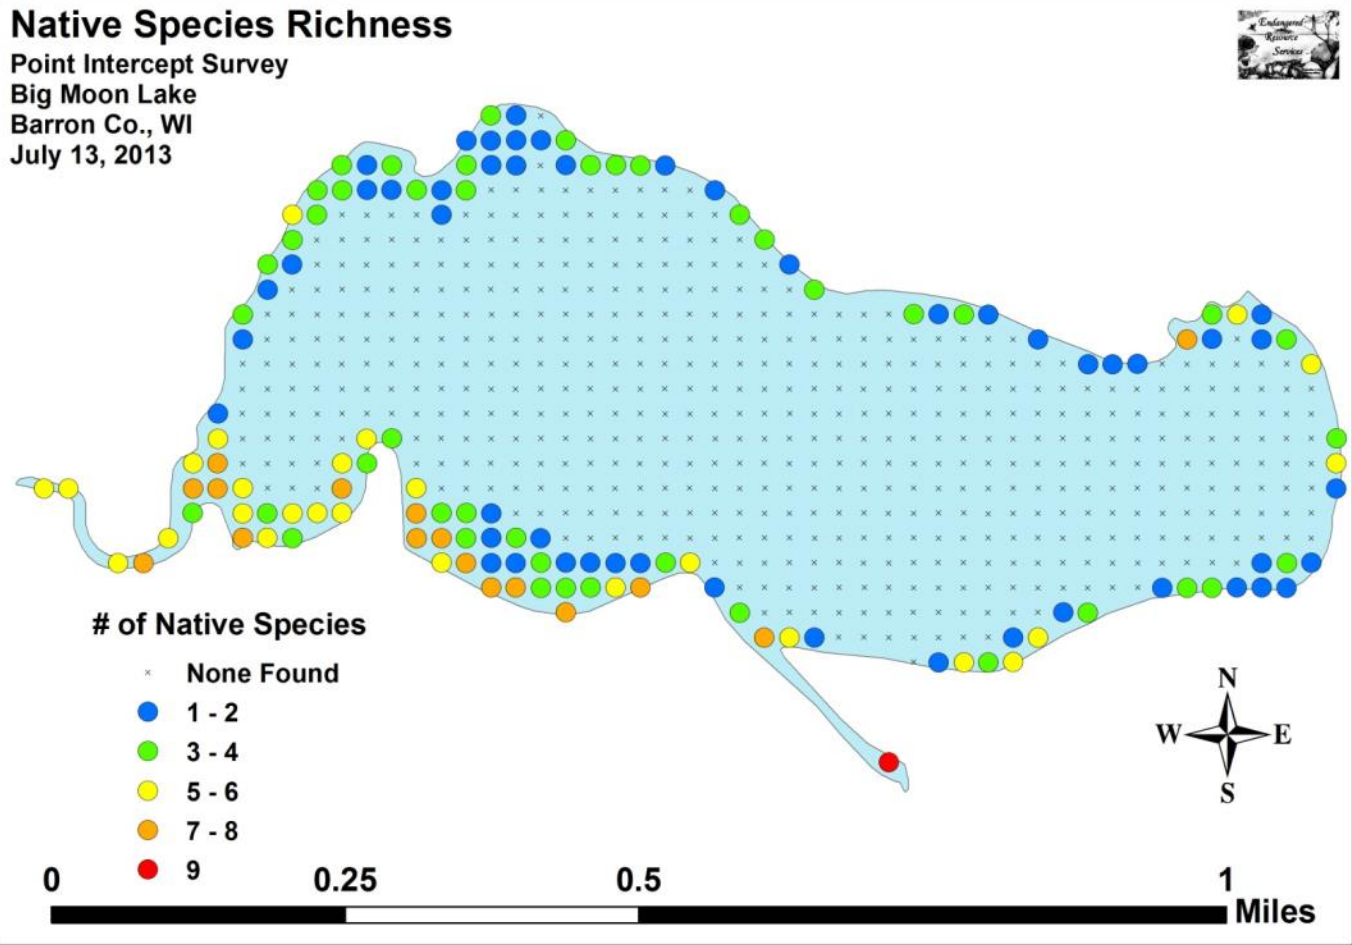 Native Species Richness
Point Intercept Survey
Big Moon Lake
Barron Co., WI
July 13, 2013
Endangered
Resource
Services
# of Native Species
None Found
1 - 2
3 - 4
5 - 6
7 - 8
9
N
W E
S
0 0.25 0.5 1
Miles